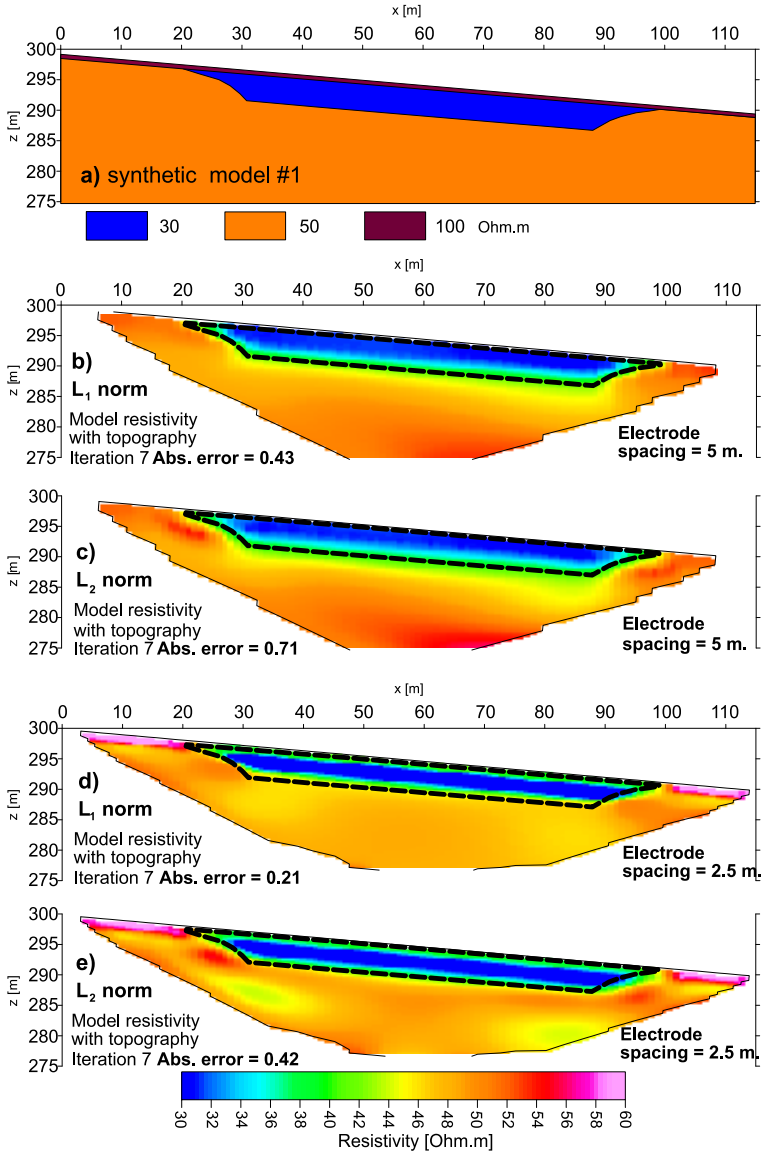 x [m]
0 10 20 30 40 50 60 70 80 90 100 110
300
295
290
285
280
275
z [m]
a) synthetic model #1
30 50 100 Ohm.m
x [m]
0 10 20 30 40 50 60 70 80 90 100 110
300
295
290
285
280
275
z [m]
b)
L1 norm
Model resistivity
with topography
Iteration 7 Abs. error = 0.43
Electrode
spacing = 5 m.
300
295
290
285
280
275
z [m]
c)
L2 norm
Model resistivity
with topography
Iteration 7 Abs. error = 0.71
Electrode
spacing = 5 m.
x [m]
0 10 20 30 40 50 60 70 80 90 100 110
300
295
290
285
280
275
z [m]
d)
L1 norm
Model resistivity
with topography
Iteration 7 Abs. error = 0.21
Electrode
spacing = 2.5 m.
300
295
290
285
280
275
z [m]
e)
L2 norm
Model resistivity
with topography
Iteration 7 Abs. error = 0.42
Electrode
spacing = 2.5 m.
30 32 34 36 38 40 42 44 46 48 50 52 54 56 58 60
Resistivity [Ohm.m]